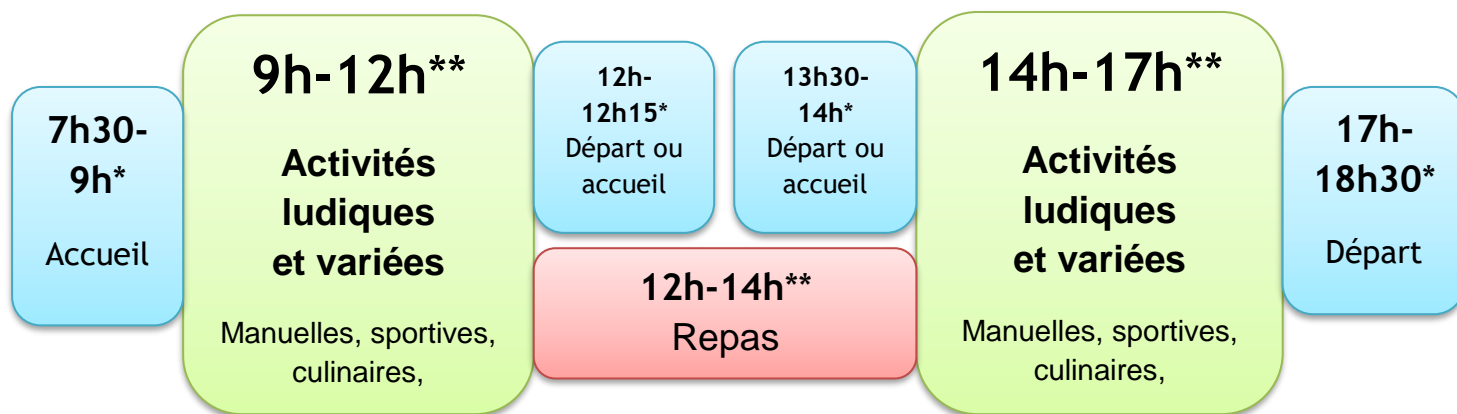 7h30-
9h*
Accueil
9h-12h**
Activités
ludiques
et variées
Manuelles, sportives,
culinaires,
12h-
12h15*
Départ ou
accueil
13h30-
14h*
Départ ou
accueil
12h-14h**
Repas
14h-17h**
Activités
ludiques
et variées
Manuelles, sportives,
culinaires,
17h-
18h30*
Départ